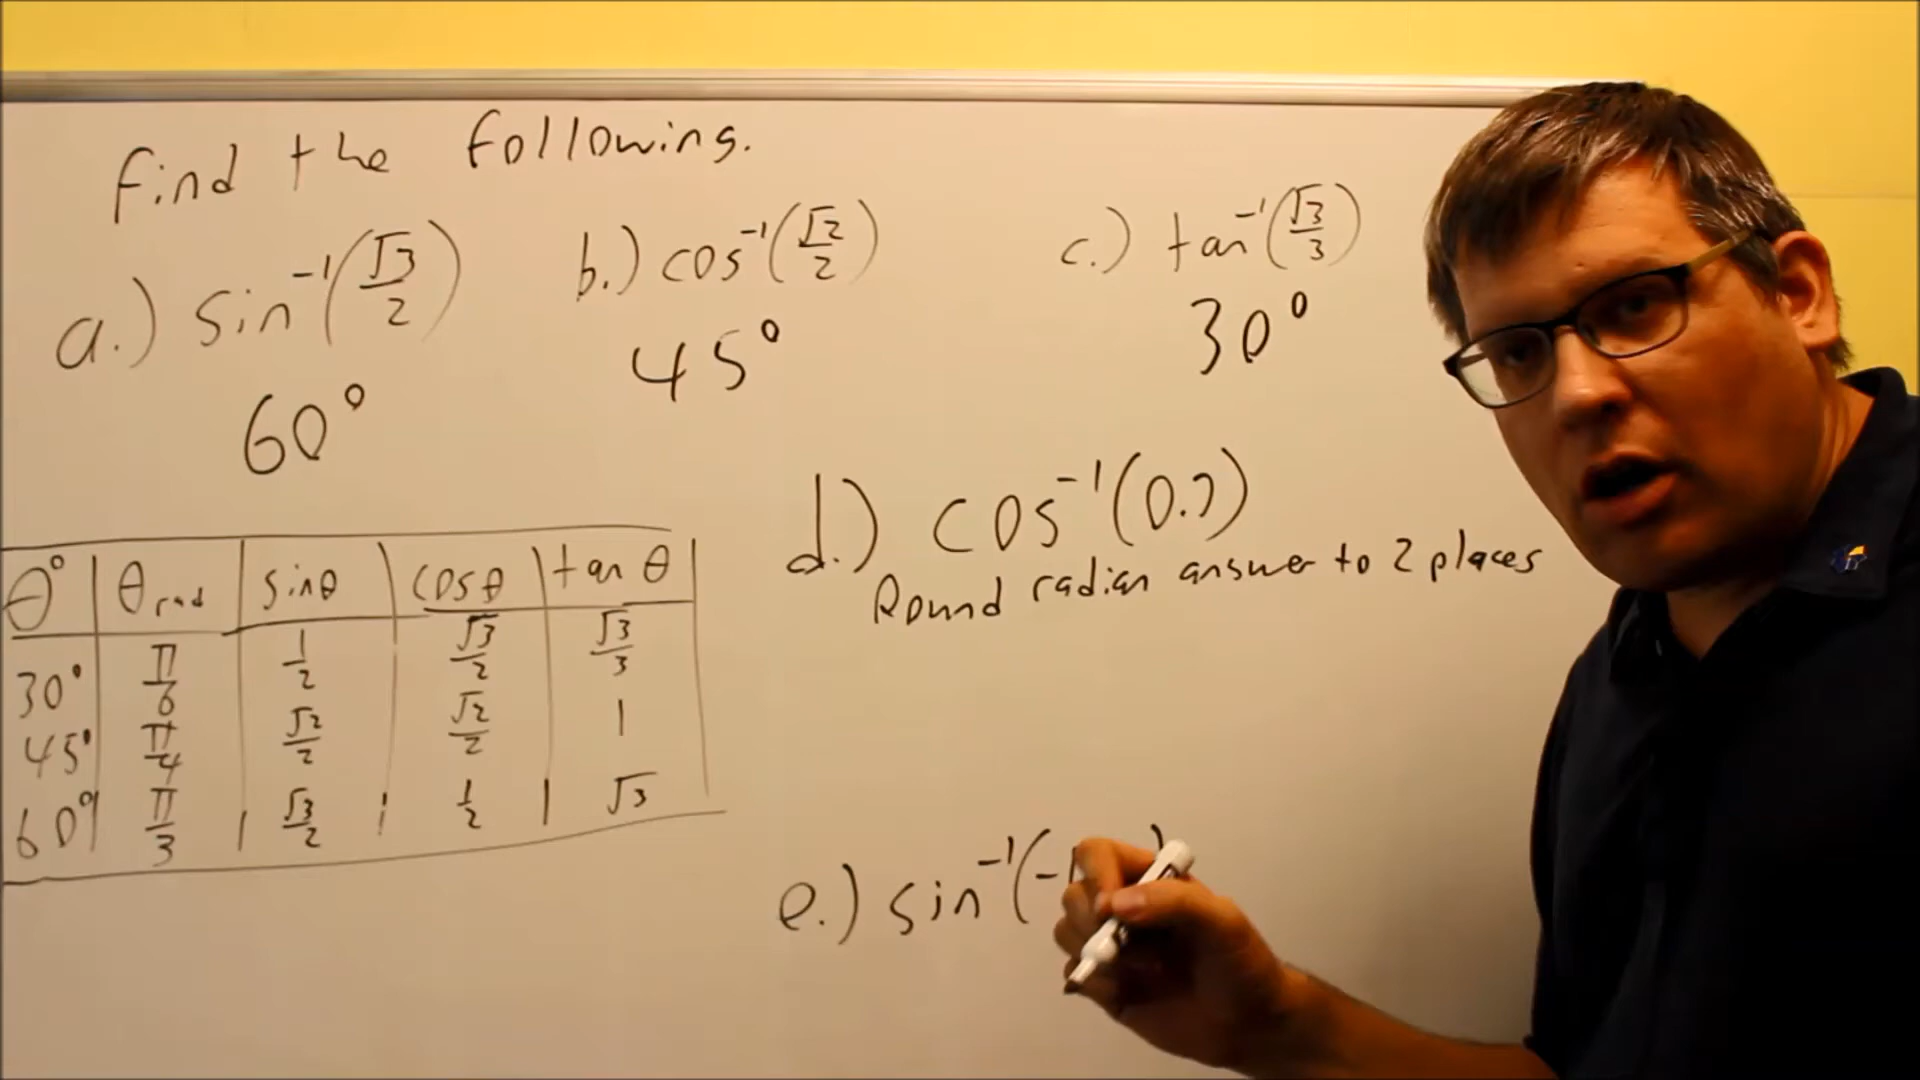 Find the following.
a.) sin⁻¹(√3/2)
60°
b.) cos⁻¹(√2/2)
45°
c.) tan⁻¹(√3/3)
30°
d.) cos⁻¹(0.7)
Round radian answer to 2 places
e.) sin⁻¹(-
θ° θ rad sinθ cosθ tan θ
30° π/6 1/2 √3/2 √3/3
45° π/4 √2/2 √2/2 1
60° π/3 √3/2 1/2 √3